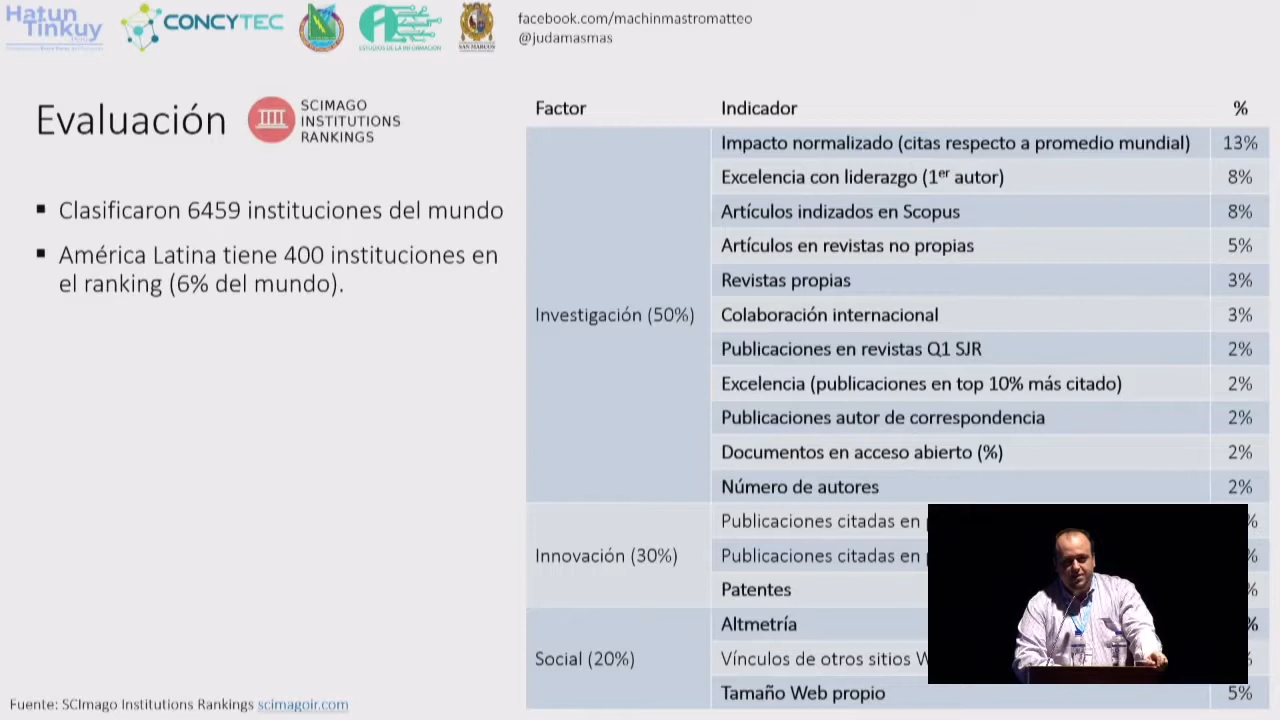 Hatun
Tinkuy
CONCYTEC
ESTUDIOS DE LA INFORMACIÓN
SAN MARCOS
facebook.com/machinmastromatteo
@judamasmas
Evaluación
SCIMAGO
INSTITUTIONS
RANKINGS
▪ Clasificaron 6459 instituciones del mundo
▪ América Latina tiene 400 instituciones en
el ranking (6% del mundo).
Factor Indicador %
Investigación (50%)
Impacto normalizado (citas respecto a promedio mundial) 13%
Excelencia con liderazgo (1er autor) 8%
Artículos indizados en Scopus 8%
Artículos en revistas no propias 5%
Revistas propias 3%
Colaboración internacional 3%
Publicaciones en revistas Q1 SJR 2%
Excelencia (publicaciones en top 10% más citado) 2%
Publicaciones autor de correspondencia 2%
Documentos en acceso abierto (%) 2%
Número de autores 2%
Innovación (30%)
Publicaciones citadas en
Publicaciones citadas en
Patentes
Social (20%)
Altmetría
Vínculos de otros sitios
Tamaño Web propio 5%
Fuente: SCImago Institutions Rankings scimagoir.com